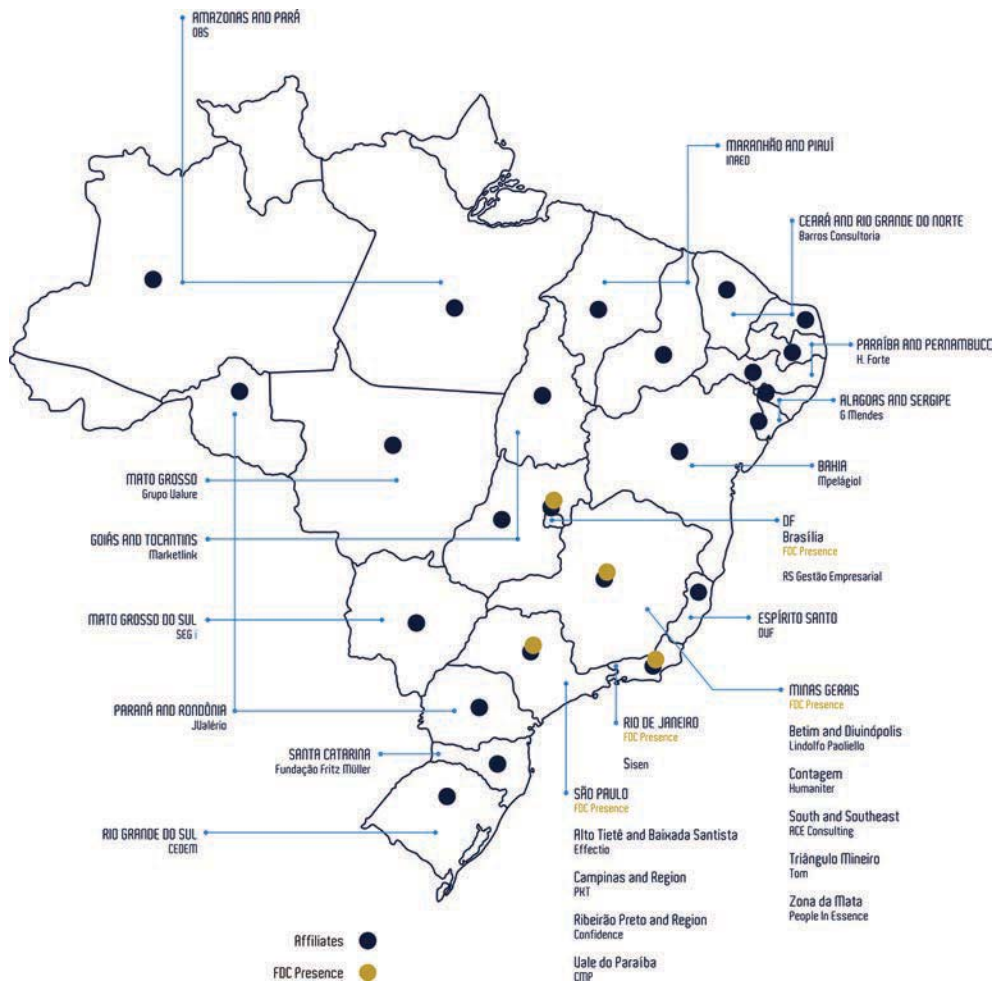 AMAZONAS AND PARÁ
OBS
MARANHÃO AND PIAUÍ
INRED
CEARÁ AND RIO GRANDE DO NORTE
Barros Consultoria
PARAÍBA AND PERNAMBUCC
H. Forte
ALAGOAS AND SERGIPE
G Mendes
BAHIA
Mpelágiol
DF
Brasília
FDC Presence
RS Gestão Empresarial
ESPÍRITO SANTO
DVF
MINAS GERAIS
FDC Presence
Betim and Divinópolis
Lindolfo Paoliello
Contagem
Humaniter
South and Southeast
ACE Consulting
Triângulo Mineiro
Tom
Zona da Mata
People In Essence
RIO DE JANEIRO
FDC Presence
Sisen
SÃO PAULO
FDC Presence
Alto Tietê and Baixada Santista
Effectio
Campinas and Region
PKT
Ribeirão Preto and Region
Confidence
Vale do Paraíba
CMP
MATO GROSSO
Grupo Valure
GOIÁS AND TOCANTINS
Marketlink
MATO GROSSO DO SUL
SEG i
PARANÁ AND RONDÔNIA
JValério
SANTA CATARINA
Fundação Fritz Müller
RIO GRANDE DO SUL
CEDEM
Affiliates
FDC Presence